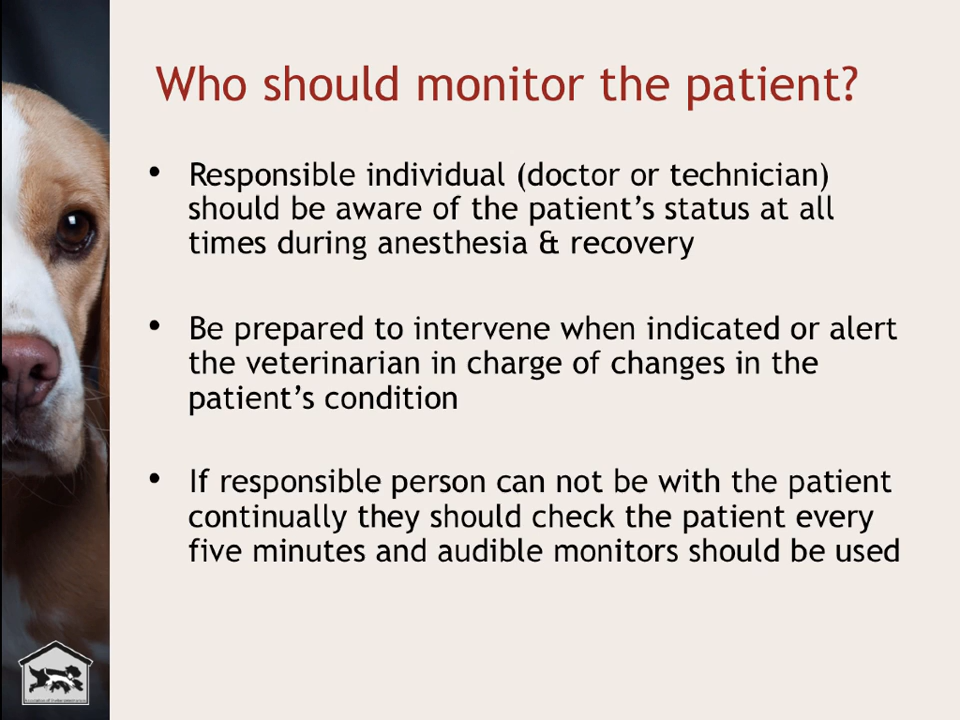 Who should monitor the patient?
• Responsible individual (doctor or technician)
should be aware of the patient’s status at all
times during anesthesia & recovery
• Be prepared to intervene when indicated or alert
the veterinarian in charge of changes in the
patient’s condition
• If responsible person can not be with the patient
continually they should check the patient every
five minutes and audible monitors should be used